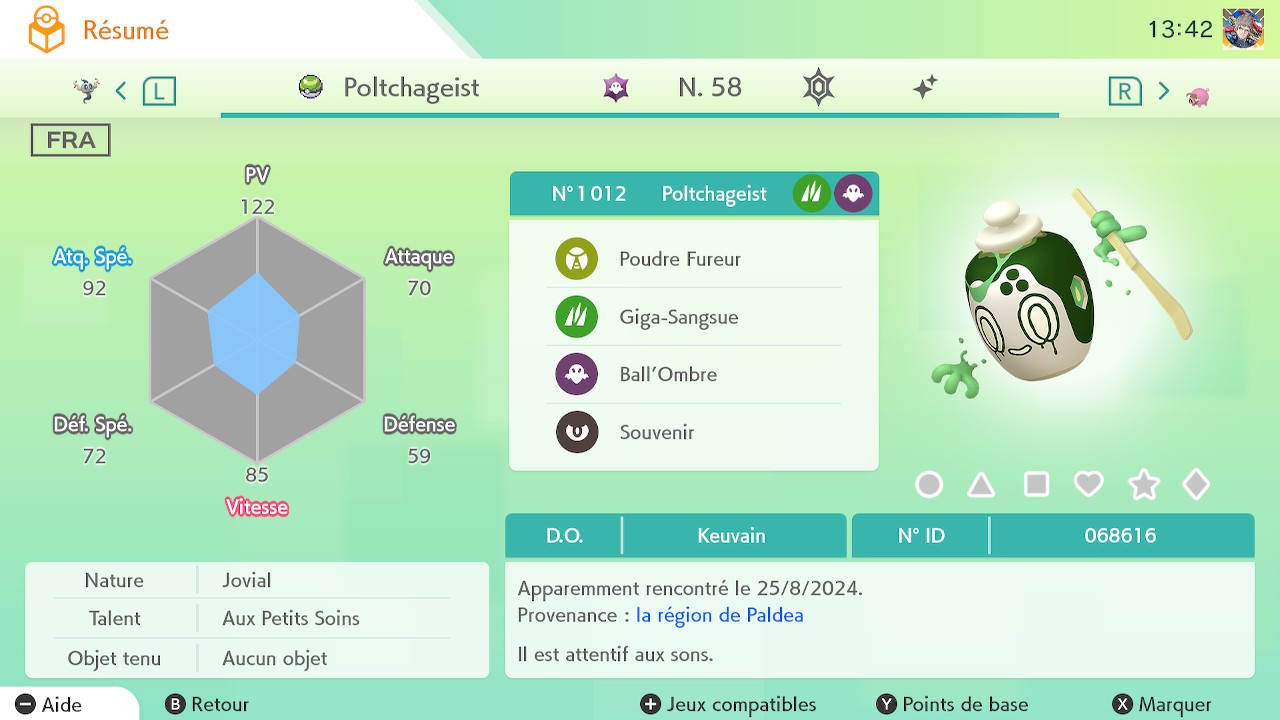 Résumé
13:42
L
Poltchageist
N. 58
R
FRA
PV
122
Atq. Spé.
92
Attaque
70
Déf. Spé.
72
Défense
59
85
Vitesse
N° 1 012 Poltchageist
Poudre Fureur
Giga-Sangsue
Ball'Ombre
Souvenir
D.O. Keuvain
N° ID 068616
Nature Jovial
Talent Aux Petits Soins
Objet tenu Aucun objet
Apparemment rencontré le 25/8/2024.
Provenance : la région de Paldea
Il est attentif aux sons.
Aide
B Retour
Jeux compatibles
Y Points de base
X Marquer